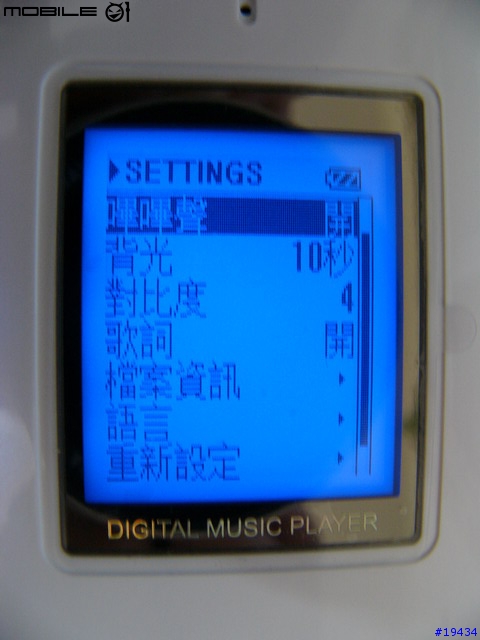 MOBILE 01
▶SETTINGS
嗶嗶聲 開
背光 10秒
對比度 4
歌詞 開
檔案資訊
語言
重新設定
DIGITAL MUSIC PLAYER
#19434